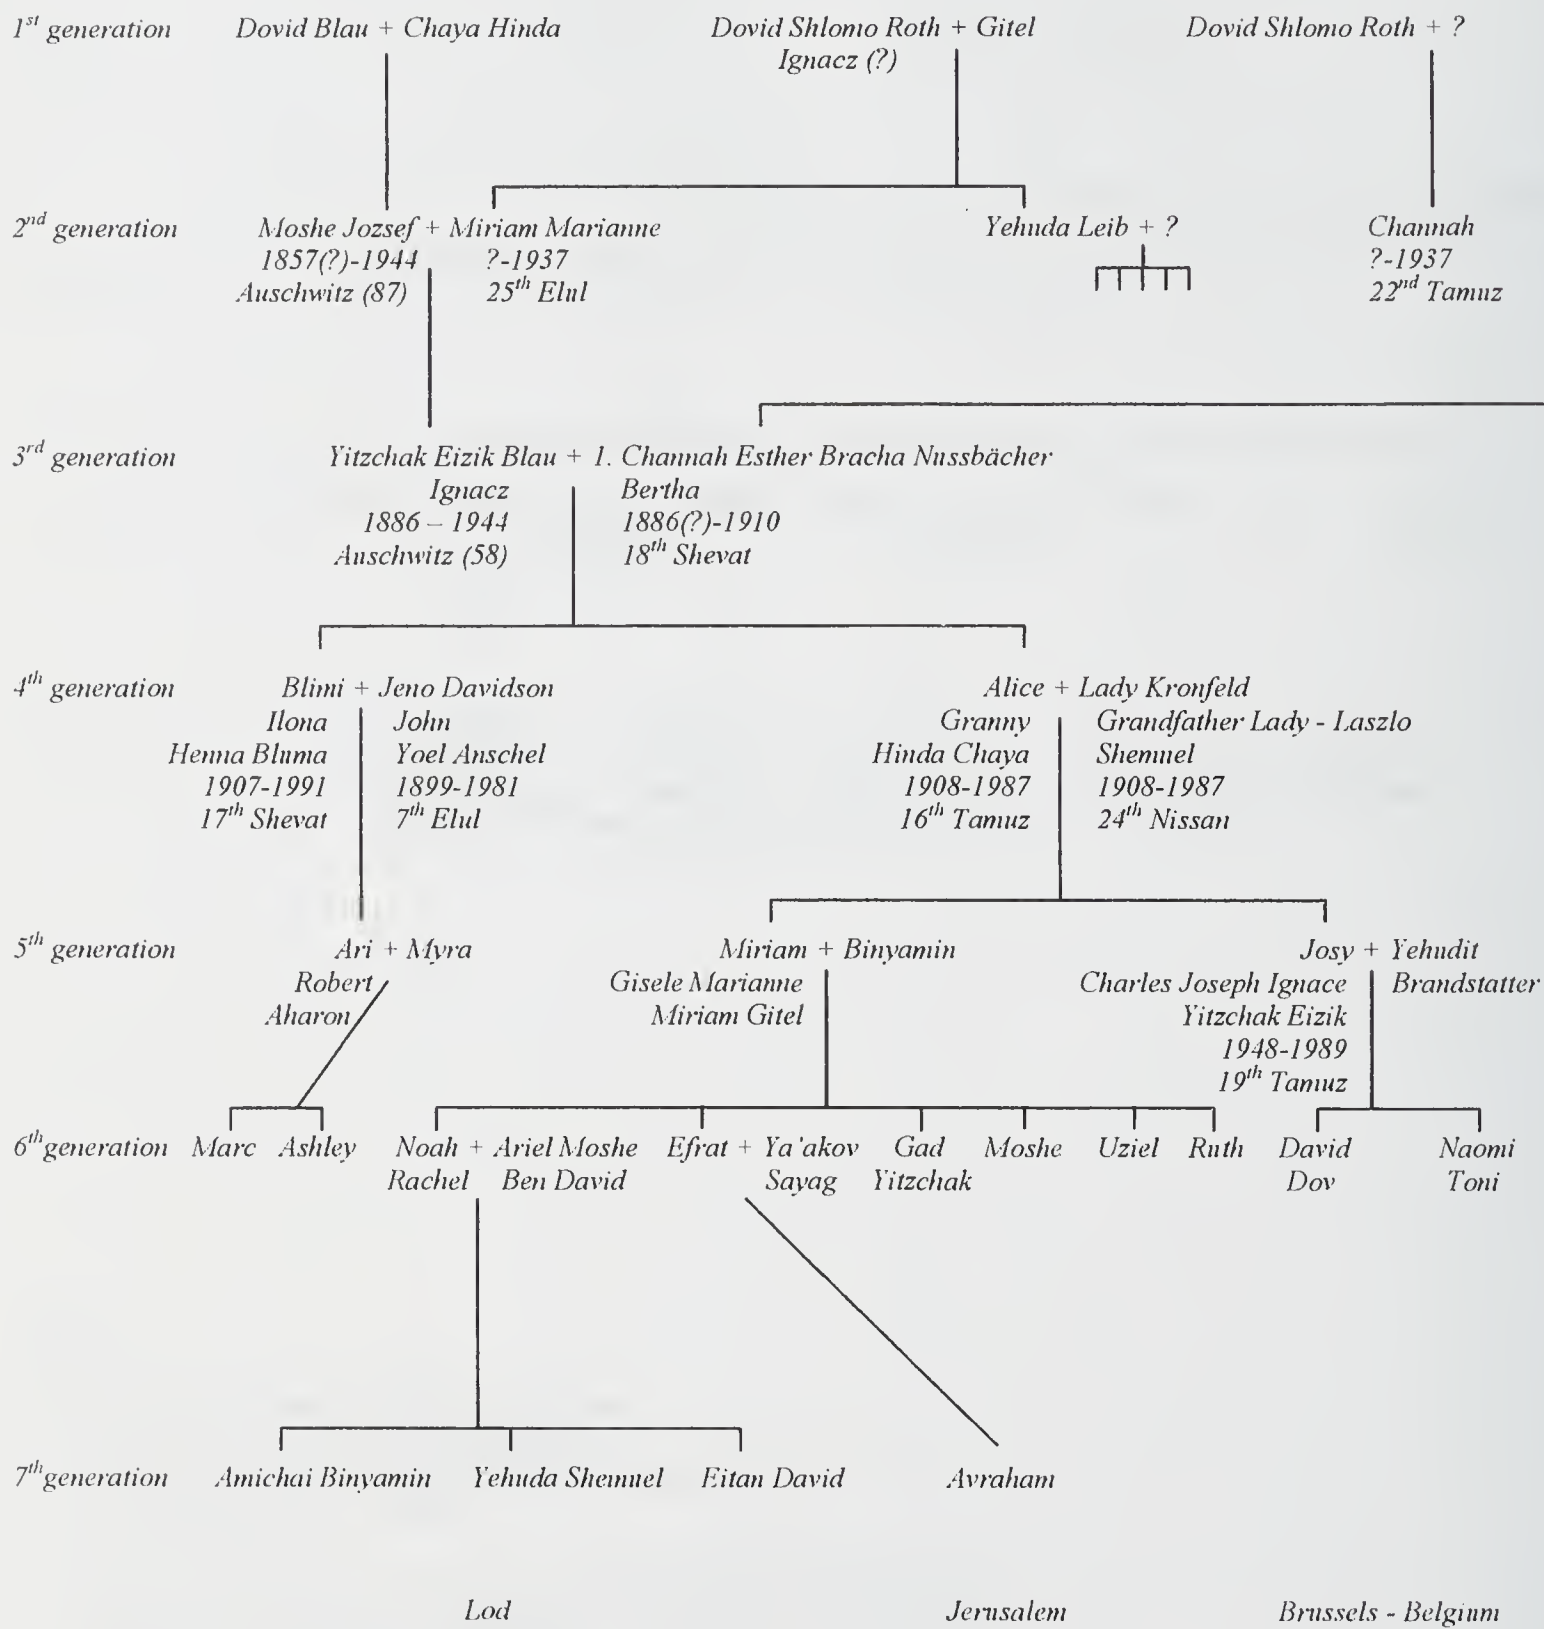 1st generation Dovid Blau + Chaya Hinda Dovid Shlomo Roth + Gitel Dovid Shlomo Roth + ?
Ignacz (?)
2nd generation Moshe Jozsef + Miriam Marianne Yehuda Leib + ? Channah
1857(?)-1944 ?-1937 ?-1937
Auschwitz (87) 25th Elul 22nd Tamuz
3rd generation Yitzchak Eizik Blau + 1. Channah Esther Bracha Nussbächer
Ignacz Bertha
1886 – 1944 1886(?)-1910
Auschwitz (58) 18th Shevat
4th generation Blimi + Jeno Davidson Alice + Lady Kronfeld
Ilona John Granny Grandfather Lady - Laszlo
Henna Bluma Yoel Anschel Hinda Chaya Shemuel
1907-1991 1899-1981 1908-1987 1908-1987
17th Shevat 7th Elul 16th Tamuz 24th Nissan
5th generation Ari + Myra Miriam + Binyamin Josy + Yehudit
Robert Gisele Marianne Charles Joseph Ignace Brandstatter
Aharon Miriam Gitel Yitzchak Eizik
1948-1989
19th Tamuz
6th generation Marc Ashley Noah + Ariel Moshe Efrat + Ya'akov Gad Moshe Uziel Ruth David Naomi
Rachel Ben David Sayag Yitzchak Dov Toni
7th generation Amichai Binyamin Yehuda Shemuel Eitan David Avraham
Lod Jerusalem Brussels - Belgium